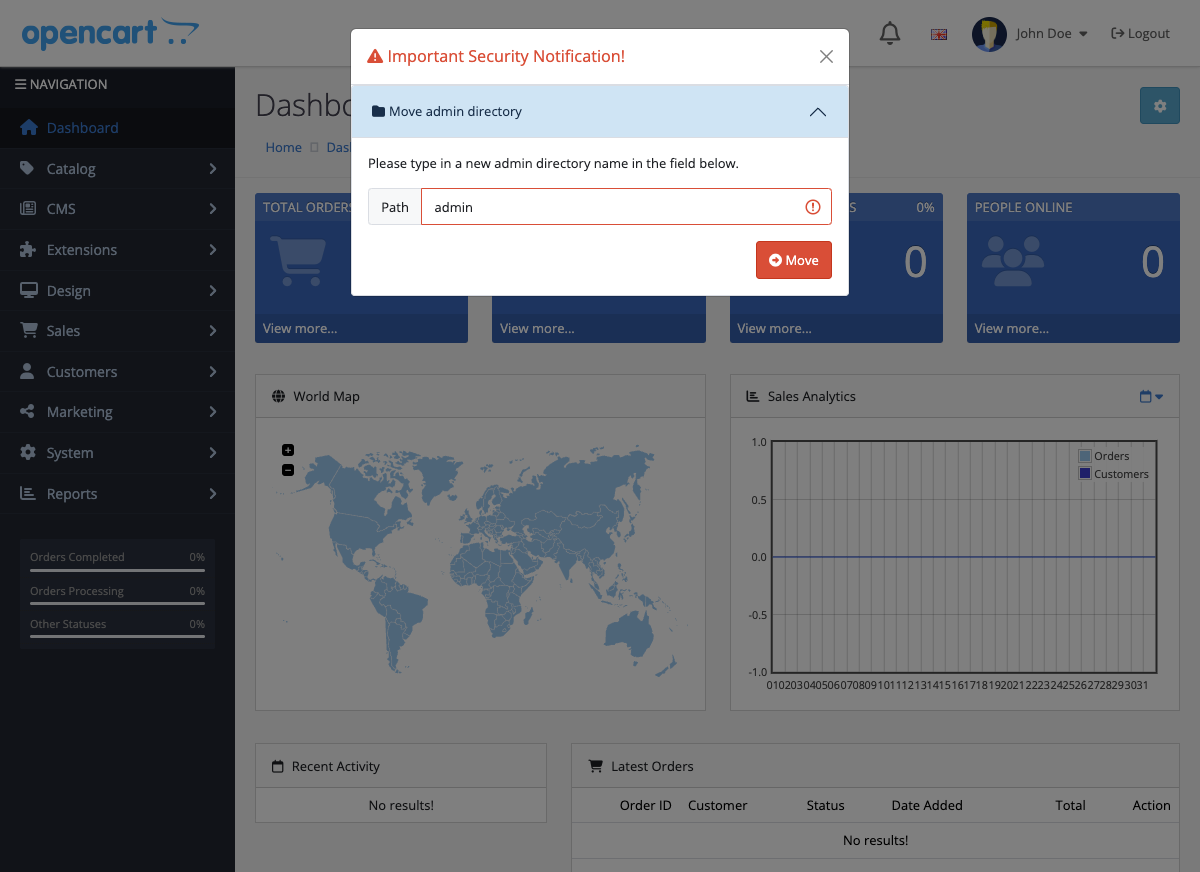 opencart
John Doe
Logout
Important Security Notification!
Move admin directory
Please type in a new admin directory name in the field below.
Path
admin
Move
NAVIGATION
Dashboard
Catalog
CMS
Extensions
Design
Sales
Customers
Marketing
System
Reports
Orders Completed 0%
Orders Processing 0%
Other Statuses 0%
Dashbo
Home
Das
TOTAL ORDERS
View more...
View more...
S 0%
0
View more...
PEOPLE ONLINE
0
View more...
World Map
+
−
Sales Analytics
1.0
0.5
0.0
-0.5
-1.0
Orders
Customers
01020304050607080910111213141516171819202122232425262728293031
Recent Activity
No results!
Latest Orders
Order ID Customer Status Date Added Total Action
No results!